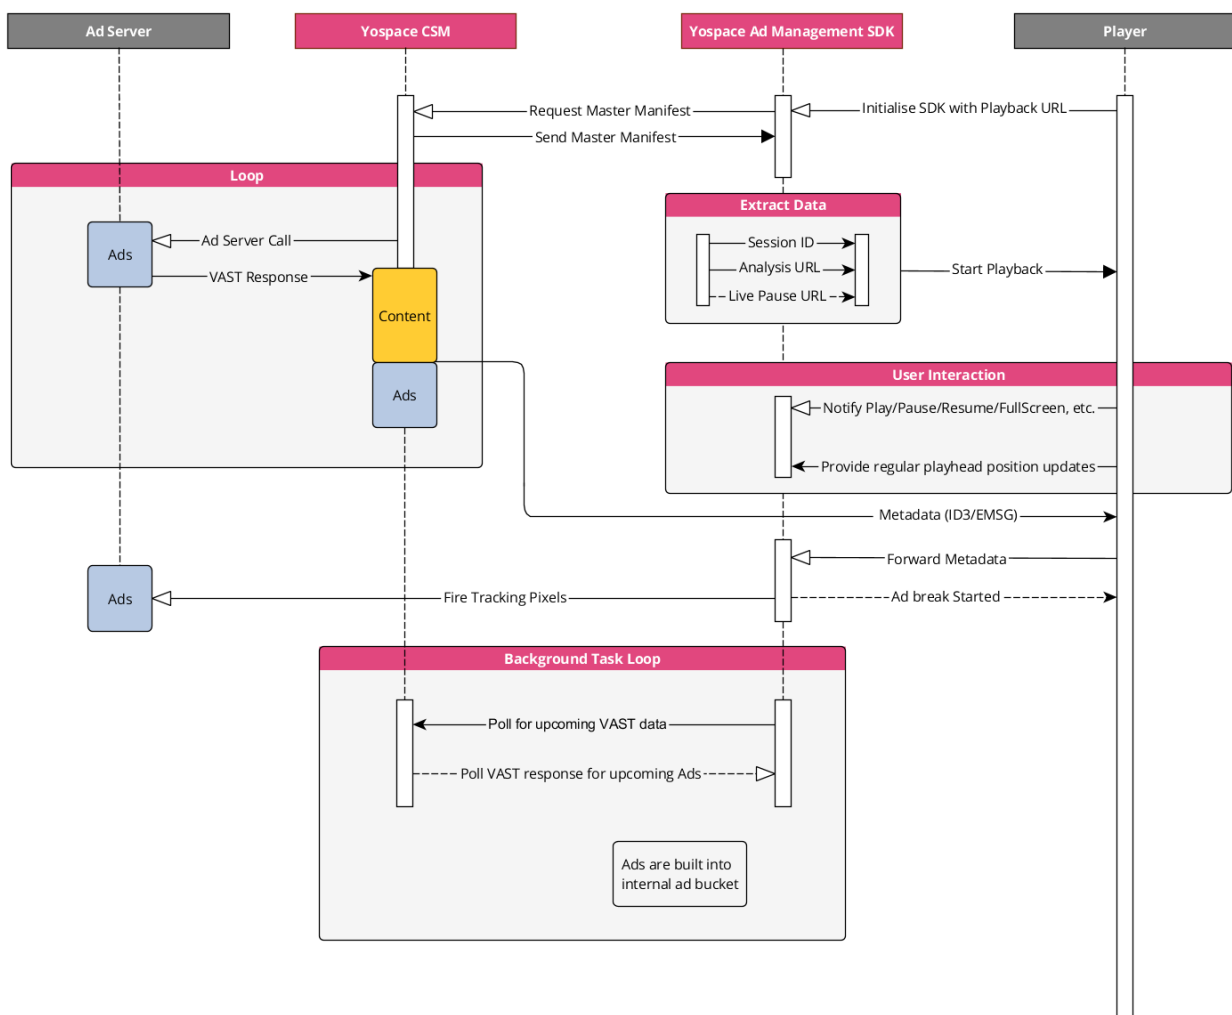 Ad Server
Yospace CSM
Yospace Ad Management SDK
Player
Request Master Manifest
Initialise SDK with Playback URL
Send Master Manifest
Loop
Extract Data
Ad Server Call
Session ID
Ads
VAST Response
Analysis URL
Start Playback
Live Pause URL
Content
User Interaction
Ads
Notify Play/Pause/Resume/FullScreen, etc.
Provide regular playhead position updates
Metadata (ID3/EMSG)
Forward Metadata
Ads
Fire Tracking Pixels
Ad break Started
Background Task Loop
Poll for upcoming VAST data
Poll VAST response for upcoming Ads
Ads are built into
internal ad bucket